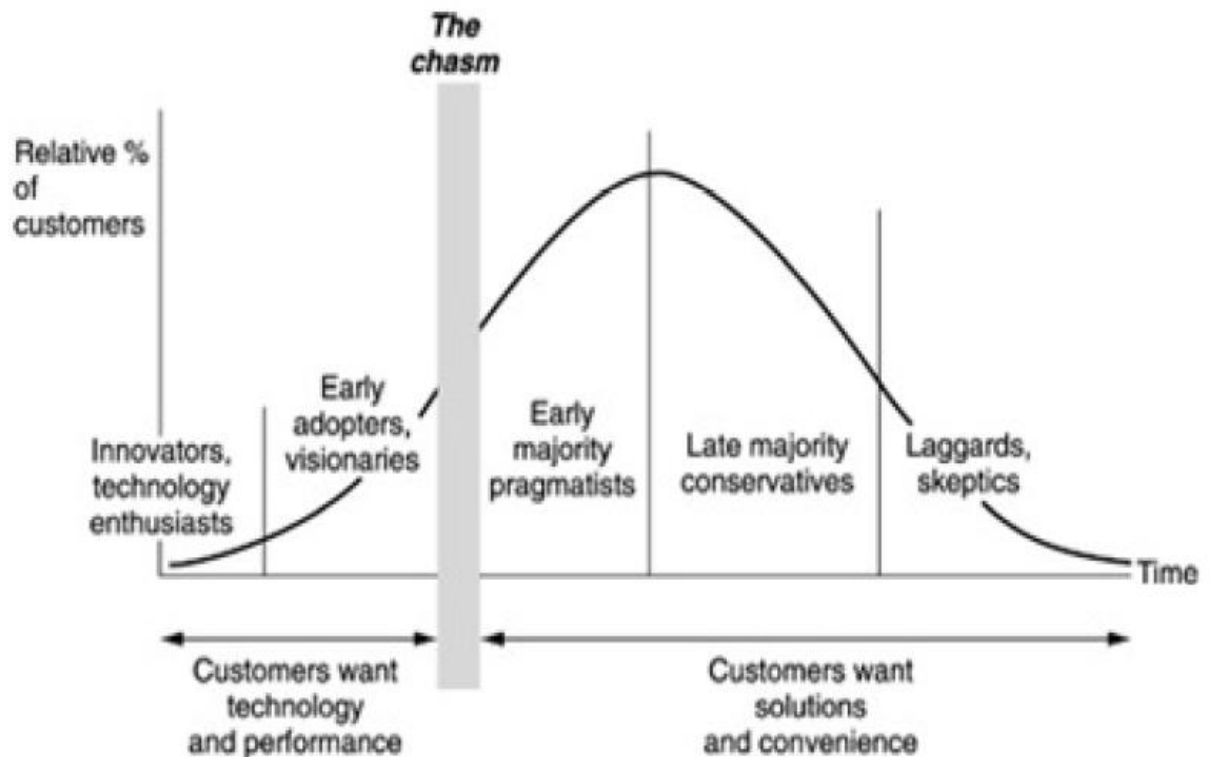 The
chasm
Relative %
of
customers
Innovators,
technology
enthusiasts
Early
adopters,
visionaries
Early
majority
pragmatists
Late majority
conservatives
Laggards,
skeptics
Time
Customers want
technology
and performance
Customers want
solutions
and convenience